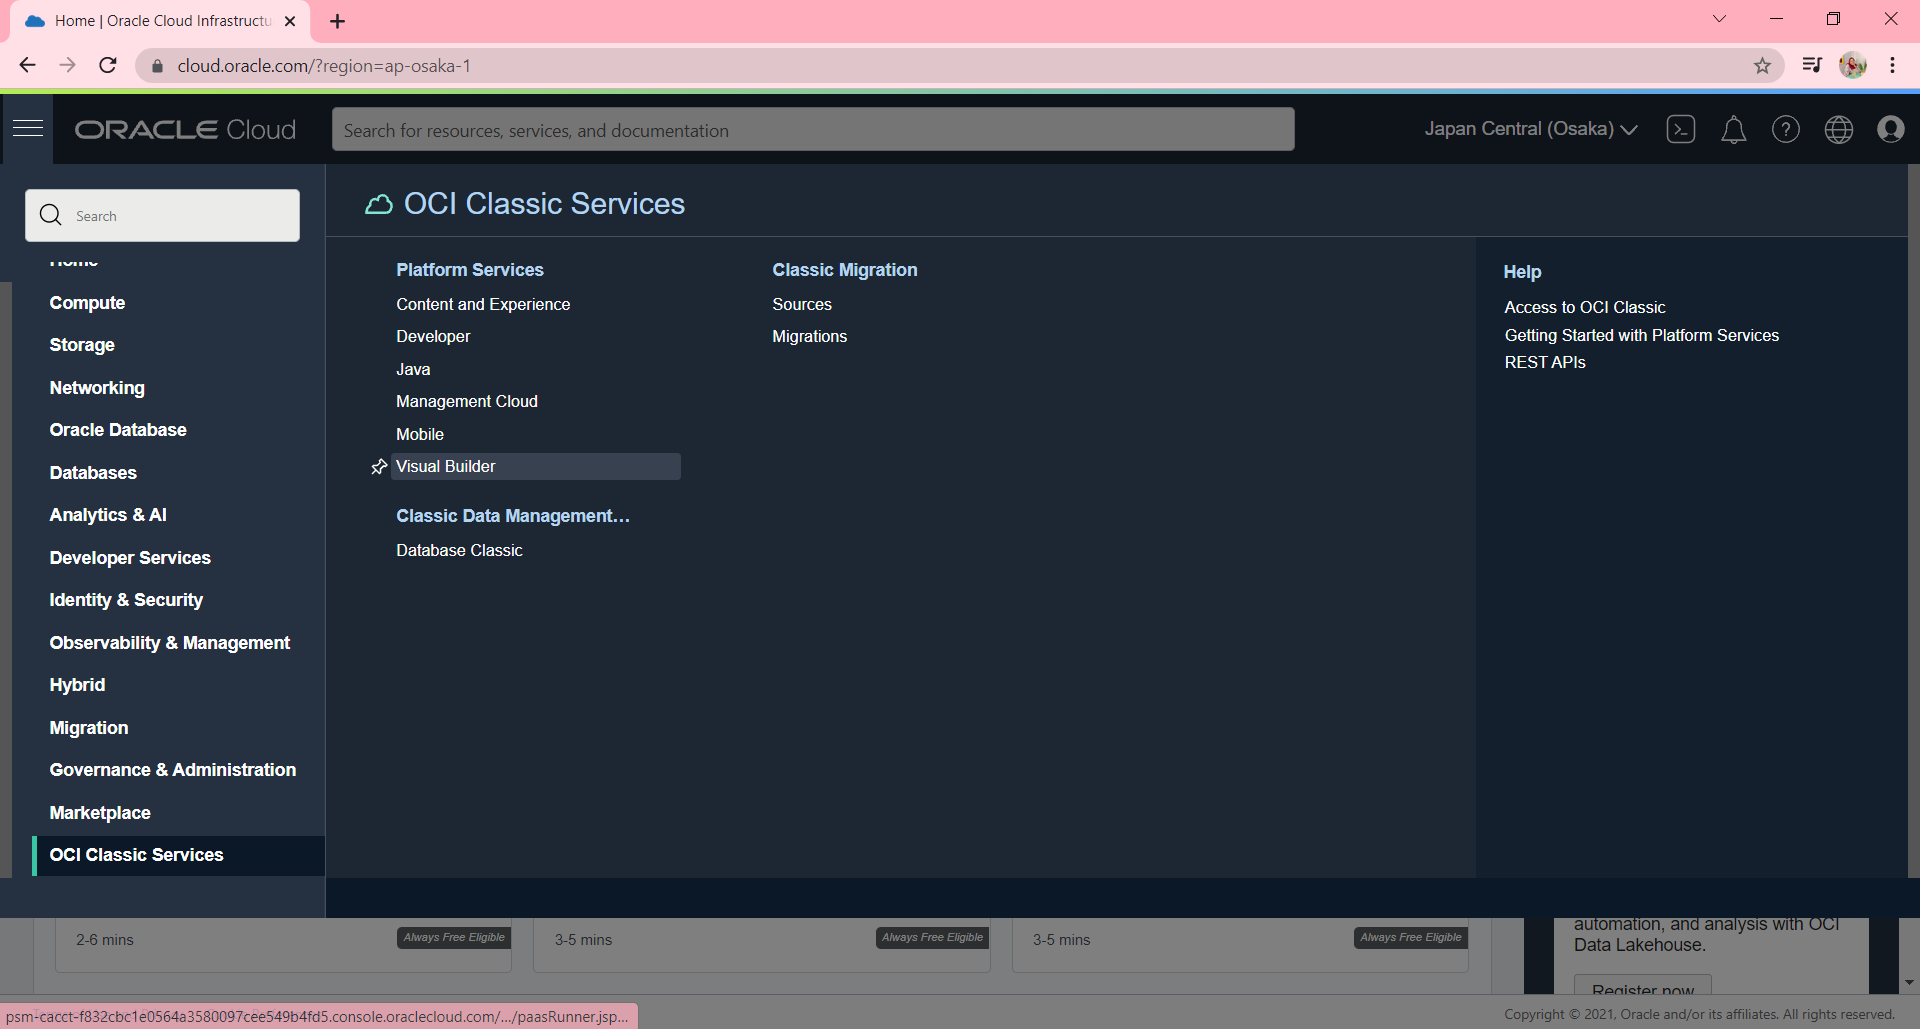 Home | Oracle Cloud Infrastructu
cloud.oracle.com/?region=ap-osaka-1
ORACLE Cloud
Search for resources, services, and documentation
Japan Central (Osaka)
Search
Home
Compute
Storage
Networking
Oracle Database
Databases
Analytics & AI
Developer Services
Identity & Security
Observability & Management
Hybrid
Migration
Governance & Administration
Marketplace
OCI Classic Services
OCI Classic Services
Platform Services
Content and Experience
Developer
Java
Management Cloud
Mobile
Visual Builder
Classic Data Management...
Database Classic
Classic Migration
Sources
Migrations
Help
Access to OCI Classic
Getting Started with Platform Services
REST APIs
2-6 mins
Always Free Eligible
3-5 mins
Always Free Eligible
3-5 mins
Always Free Eligible
automation, and analysis with OCI
Data Lakehouse.
Register now
psm-cacct-f832cbc1e0564a3580097cee549b4fd5.console.oraclecloud.com/.../paasRunner.jsp...
Copyright © 2021, Oracle and/or its affiliates. All rights reserved.